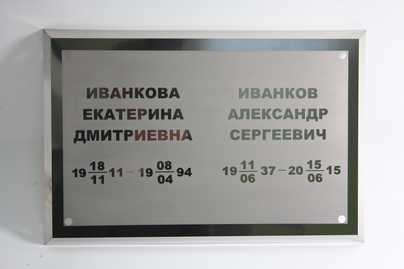 ИВАНКОВА
ЕКАТЕРИНА
ДМИТРИЕВНА
19 18/11 11 – 19 08/04 94
ИВАНКОВ
АЛЕКСАНДР
СЕРГЕЕВИЧ
19 11/06 37 – 20 15/06 15